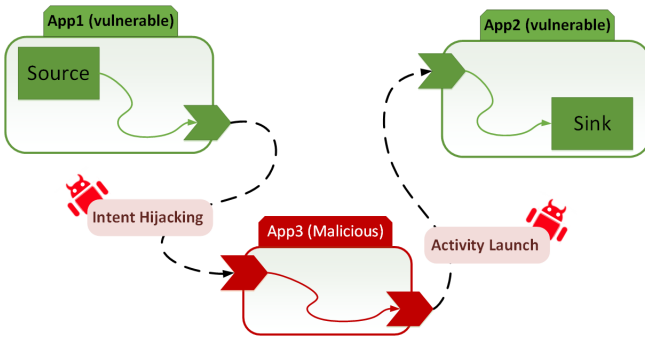 App1 (vulnerable)
App2 (vulnerable)
Source
Sink
Intent Hijacking
App3 (Malicious)
Activity Launch